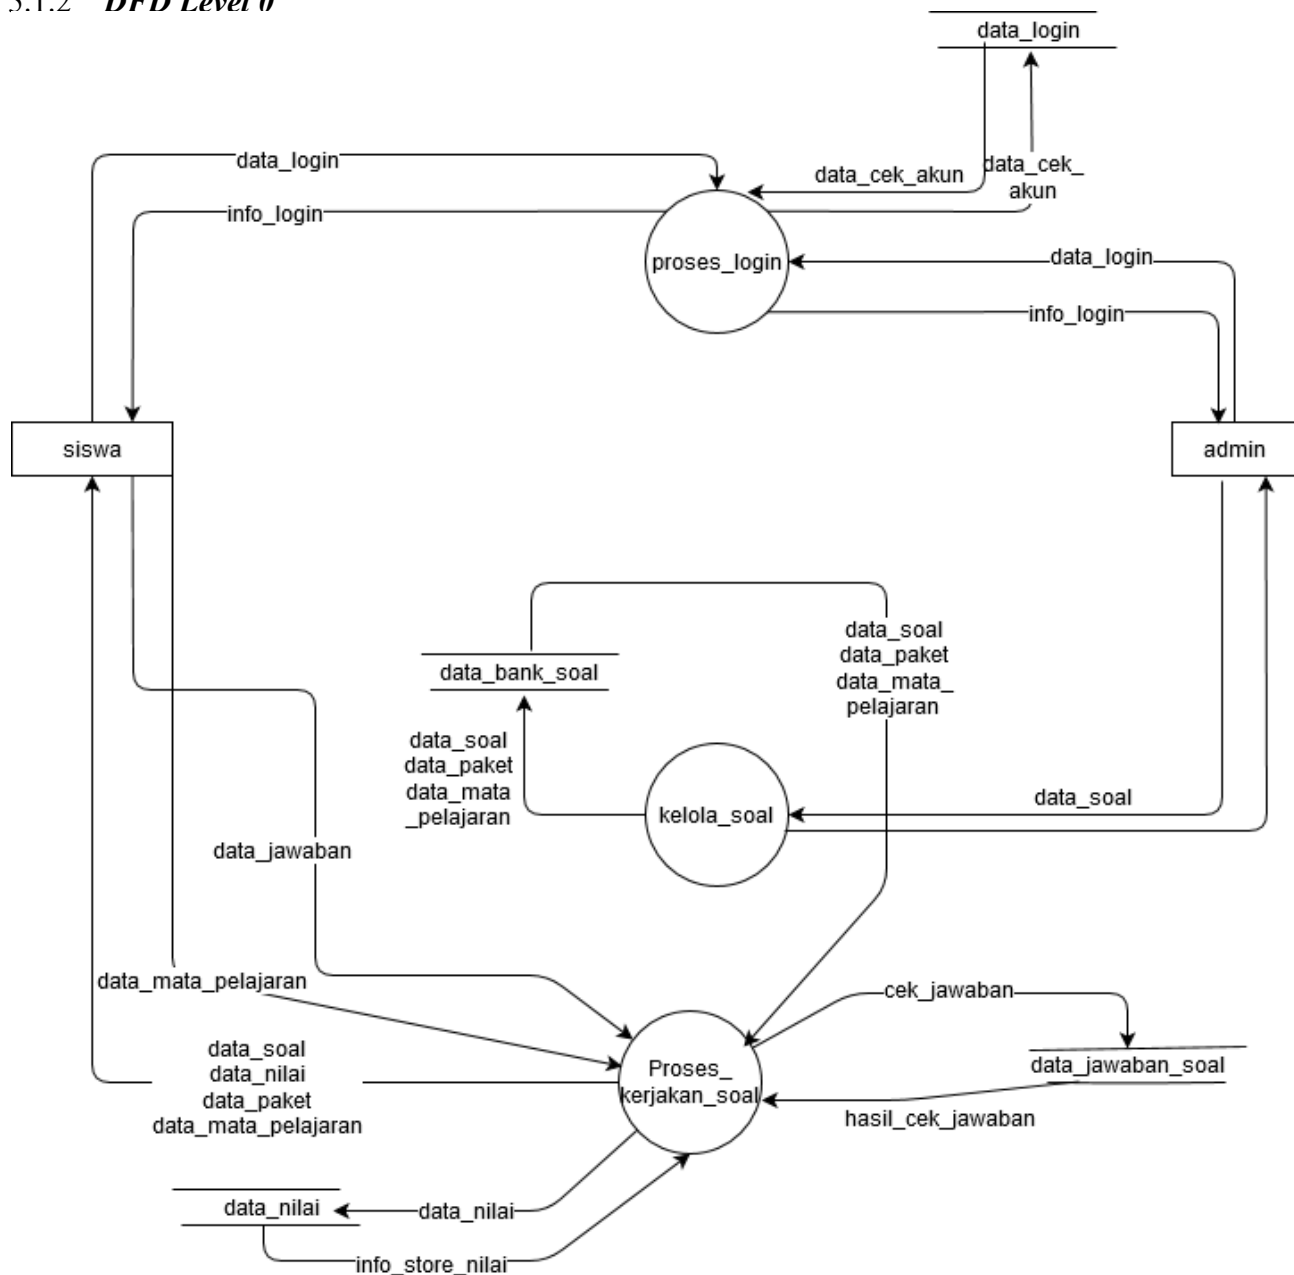 5.1.2 DFD Level 0
data_login
data_login
data_cek_akun
data_cek_
akun
info_login
proses_login
data_login
info_login
siswa
admin
data_soal
data_paket
data_mata_
pelajaran
data_bank_soal
data_soal
data_paket
data_mata
_pelajaran
kelola_soal
data_soal
data_jawaban
data_mata_pelajaran
cek_jawaban
data_soal
data_nilai
data_paket
data_mata_pelajaran
Proses_
kerjakan_soal
data_jawaban_soal
hasil_cek_jawaban
data_nilai
data_nilai
info_store_nilai